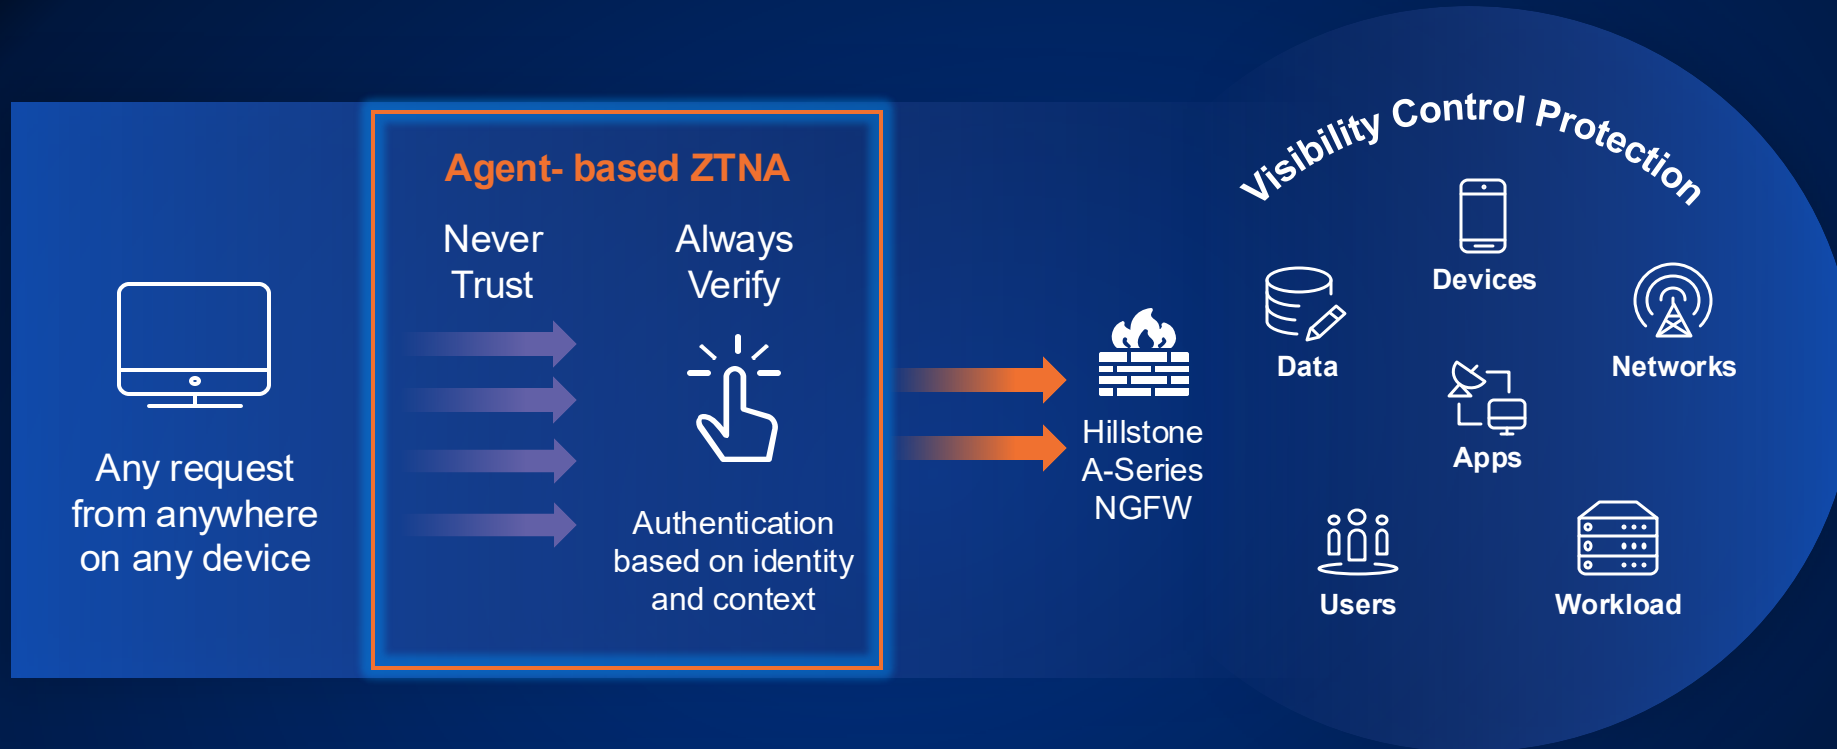 Any request
from anywhere
on any device
Agent- based ZTNA
Never
Trust
Always
Verify
Authentication
based on identity
and context
Hillstone
A-Series
NGFW
Visibility Control Protection
Devices
Data
Networks
Apps
Users
Workload